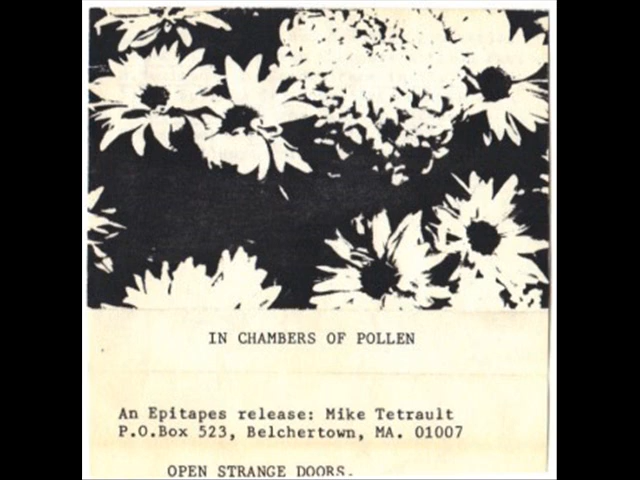 IN CHAMBERS OF POLLEN
An Epitapes release: Mike Tetrault
P.O.Box 523, Belchertown, MA. 01007
OPEN STRANGE DOORS.